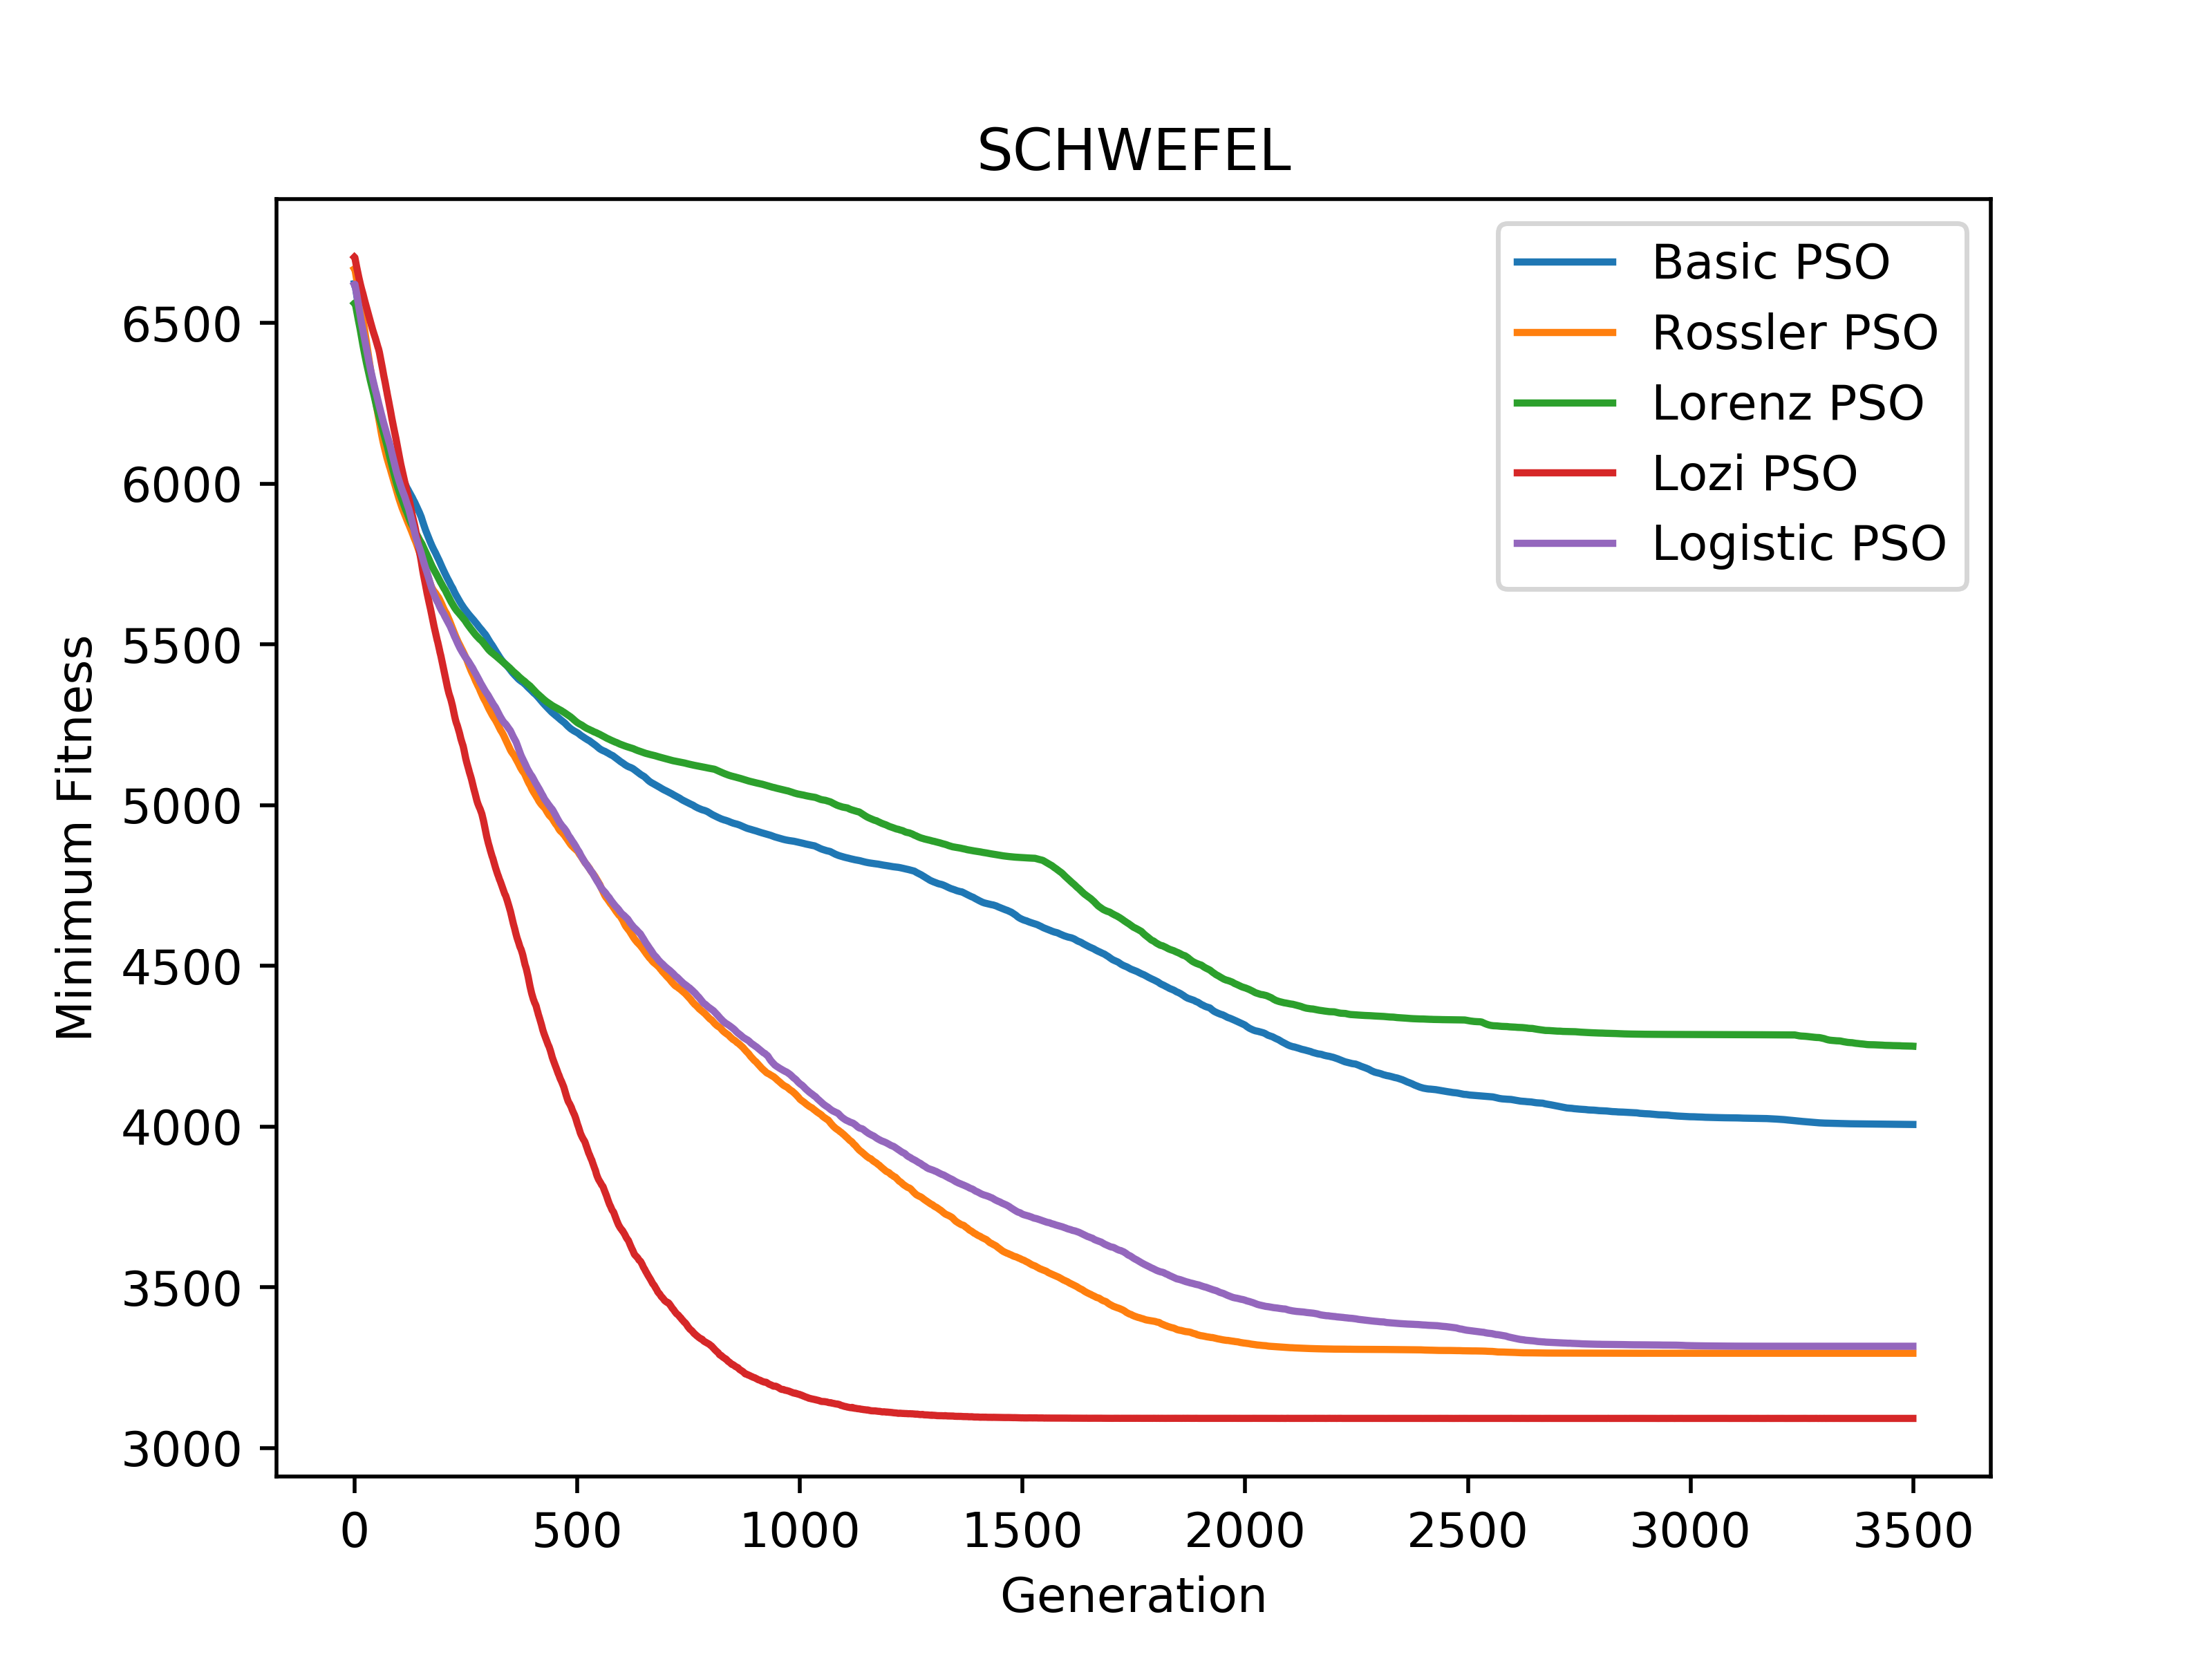 SCHWEFEL
Basic PSO
Rossler PSO
Lorenz PSO
Lozi PSO
Logistic PSO
Minimum Fitness
6500
6000
5500
5000
4500
4000
3500
3000
0 500 1000 1500 2000 2500 3000 3500
Generation